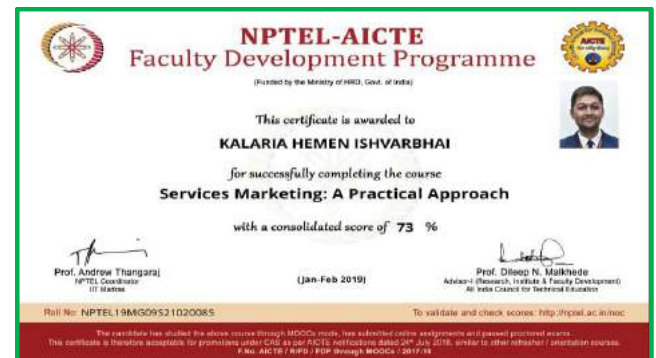 NPTEL-AICTE
Faculty Development Programme
(Funded by the Ministry of HRD, Govt. of India)
AICTE
This certificate is awarded to
KALARIA HEMEN ISHVARBHAI
for successfully completing the course
Services Marketing: A Practical Approach
with a consolidated score of 73 %
Prof. Andrew Thangaraj
NPTEL Coordinator
IIT Madras
(Jan-Feb 2019)
Prof. Dileep N. Malkhede
Advisor-I (Research, Institute & Faculty Development)
All India Council for Technical Education
Roll No: NPTEL19MG09S21020085
To validate and check scores: http://nptel.ac.in/noc
The candidate has studied the above course through MOOCs mode, has submitted online assignments and passed proctored exams.
This certificate is therefore acceptable for promotions under CAS as per AICTE notifications dated 24th July 2018, similar to other refresher / orientation courses.
F.No. AICTE / RIFD / FDP through MOOCs / 2017-18